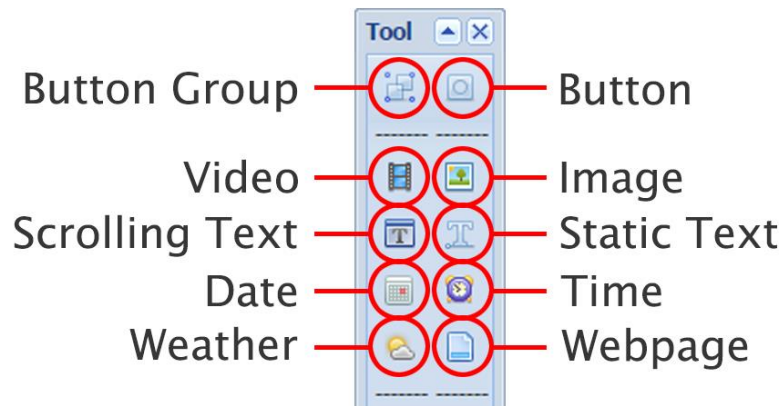 Tool
Button Group Button
Video Image
Scrolling Text Static Text
Date Time
Weather Webpage